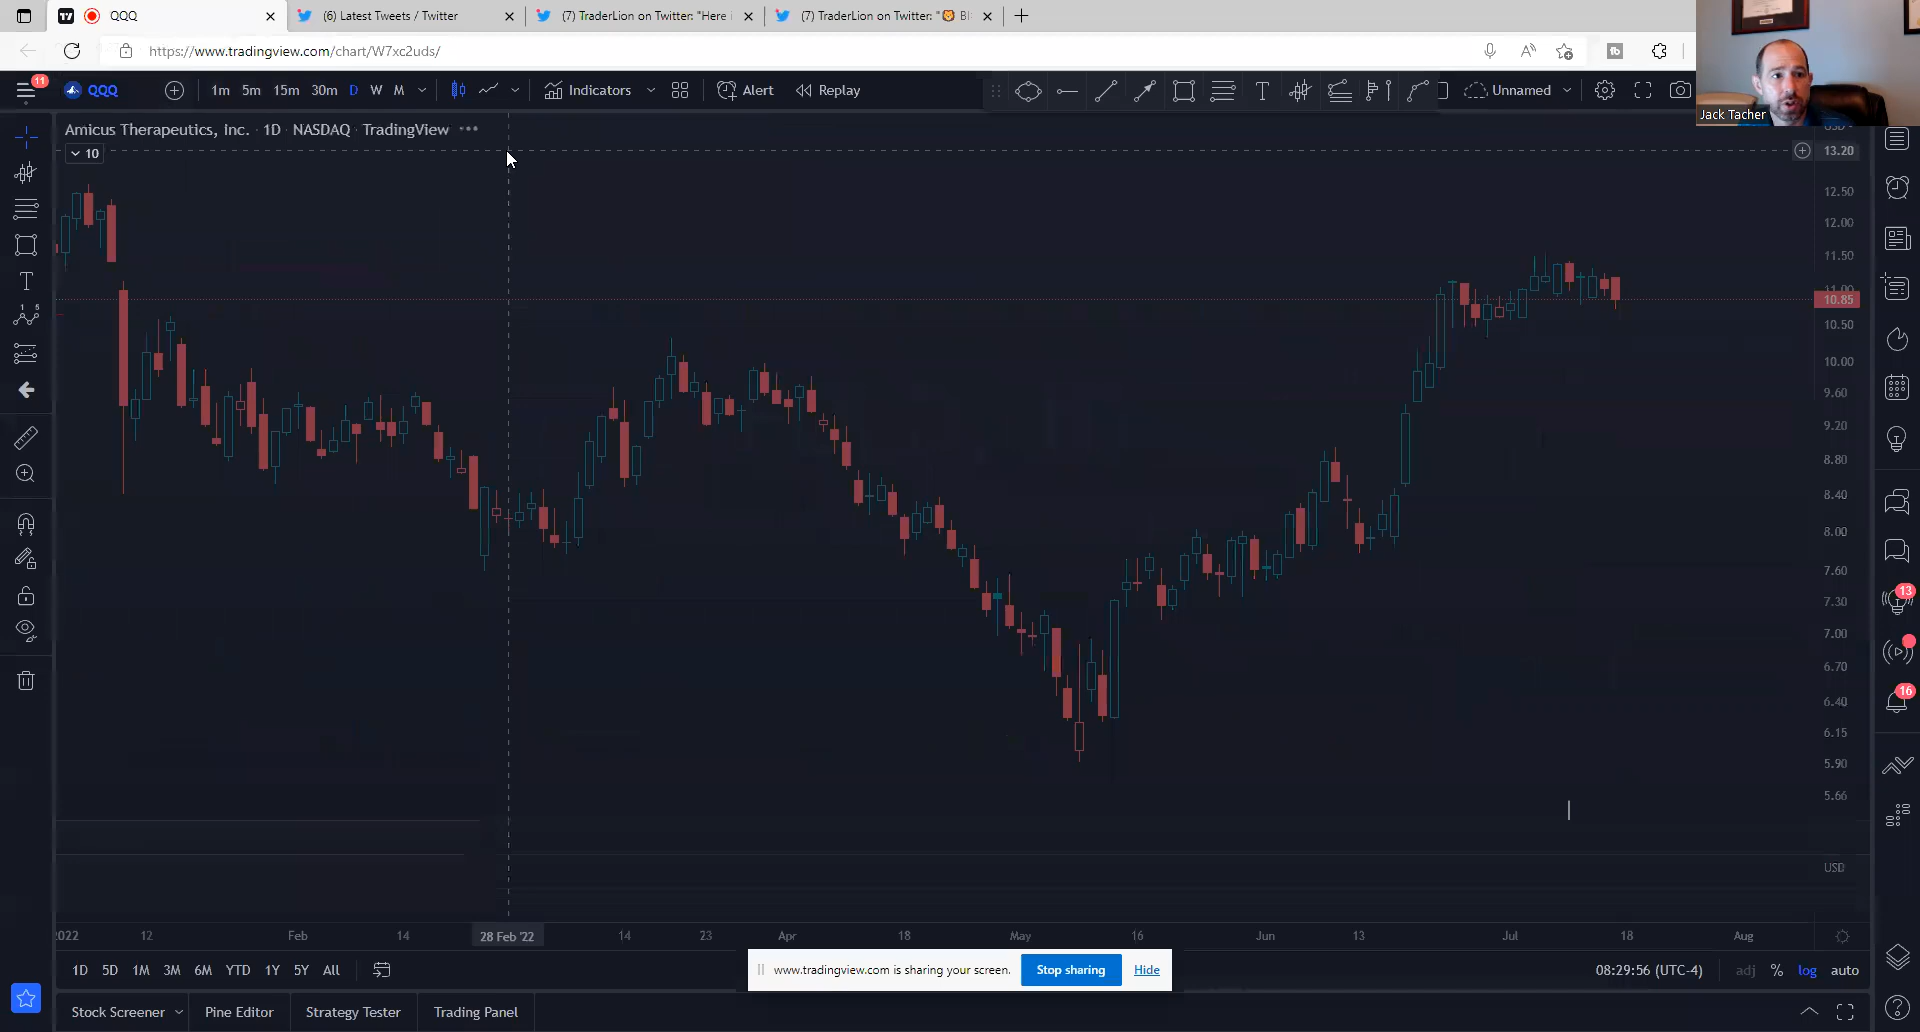 QQQ
(6) Latest Tweets / Twitter
(7) TraderLion on Twitter: "Here i
(7) TraderLion on Twitter: "🦁 Bl
https://www.tradingview.com/chart/W7xc2uds/
11
QQQ
1m 5m 15m 30m D W M
Indicators
Alert
Replay
Unnamed
Jack Tacher
Amicus Therapeutics, Inc. · 1D · NASDAQ · TradingView
10
USD
13.20
12.50
12.00
11.50
11.00
10.85
10.50
10.00
9.60
9.20
8.80
8.40
8.00
7.60
7.30
7.00
6.70
6.40
6.15
5.90
5.66
USD
13
16
2022 12 Feb 14 28 Feb '22 14 23 Apr 18 May 16 Jun 13 Jul 18 Aug
1D 5D 1M 3M 6M YTD 1Y 5Y All
www.tradingview.com is sharing your screen.
Stop sharing
Hide
08:29:56 (UTC-4)
adj % log auto
Stock Screener
Pine Editor
Strategy Tester
Trading Panel